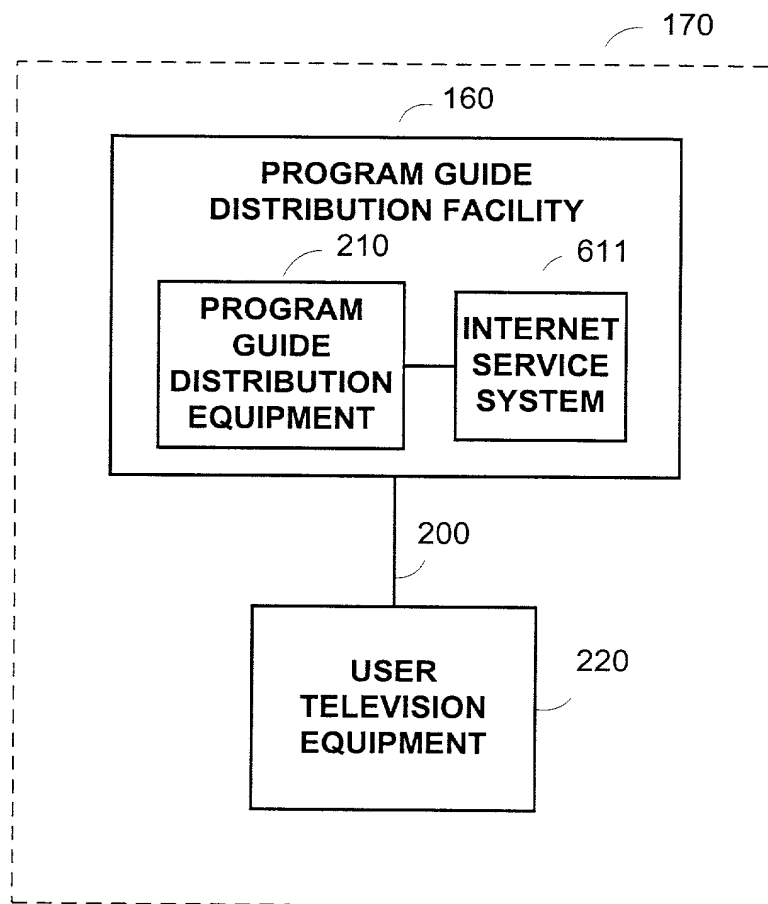 170
160
PROGRAM GUIDE
DISTRIBUTION FACILITY
210
611
PROGRAM
GUIDE
DISTRIBUTION
EQUIPMENT
INTERNET
SERVICE
SYSTEM
200
220
USER
TELEVISION
EQUIPMENT